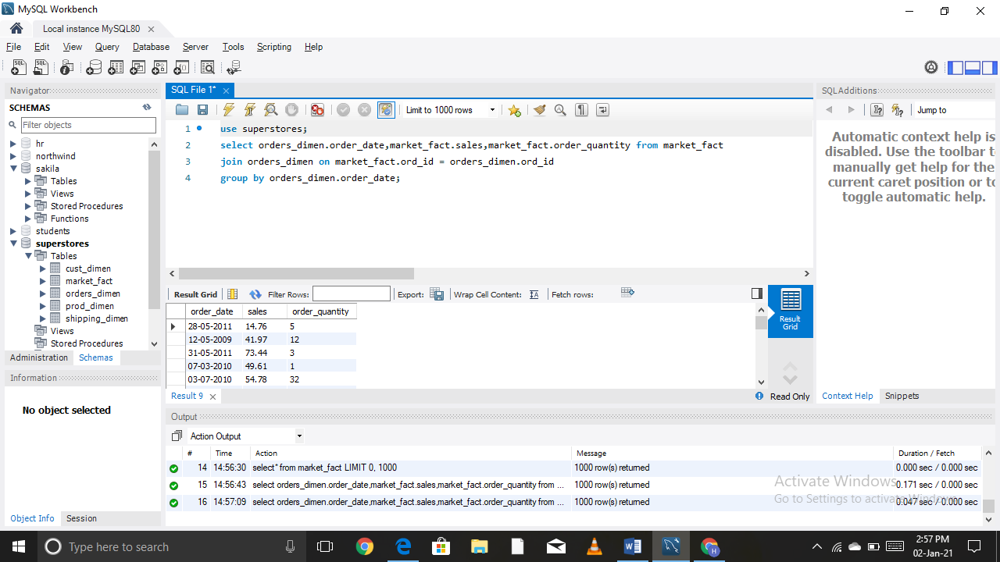 MySQL Workbench
Local instance MySQL80
File Edit View Query Database Server Tools Scripting Help
Navigator
SCHEMAS
Filter objects
hr
northwind
sakila
Tables
Views
Stored Procedures
Functions
students
superstores
Tables
cust_dimen
market_fact
orders_dimen
prod_dimen
shipping_dimen
Views
Stored Procedures
Administration Schemas
Information
No object selected
Object Info Session
SQL File 1*
Limit to 1000 rows
1 use superstores;
2 select orders_dimen.order_date,market_fact.sales,market_fact.order_quantity from market_fact
3 join orders_dimen on market_fact.ord_id = orders_dimen.ord_id
4 group by orders_dimen.order_date;
Result Grid Filter Rows: Export: Wrap Cell Content: Fetch rows:
order_date sales order_quantity
28-05-2011 14.76 5
12-05-2009 41.97 12
31-05-2011 73.44 3
07-03-2010 49.61 1
03-07-2010 54.78 32
Result
Grid
Result 9
Read Only
SQLAdditions
Jump to
Automatic context help is
disabled. Use the toolbar t
manually get help for the
current caret position or to
toggle automatic help.
Context Help Snippets
Output
Action Output
# Time Action Message Duration / Fetch
14 14:56:30 select* from market_fact LIMIT 0, 1000 1000 row(s) returned 0.000 sec / 0.000 sec
15 14:56:43 select orders_dimen.order_date,market_fact.sales,market_fact.order_quantity from ... 1000 row(s) returned 0.171 sec / 0.000 sec
16 14:57:09 select orders_dimen.order_date,market_fact.sales,market_fact.order_quantity from ... 1000 row(s) returned 0.047 sec / 0.000 sec
Activate Windows
Go to Settings to activate Windows.
Type here to search
2:57 PM
02-Jan-21